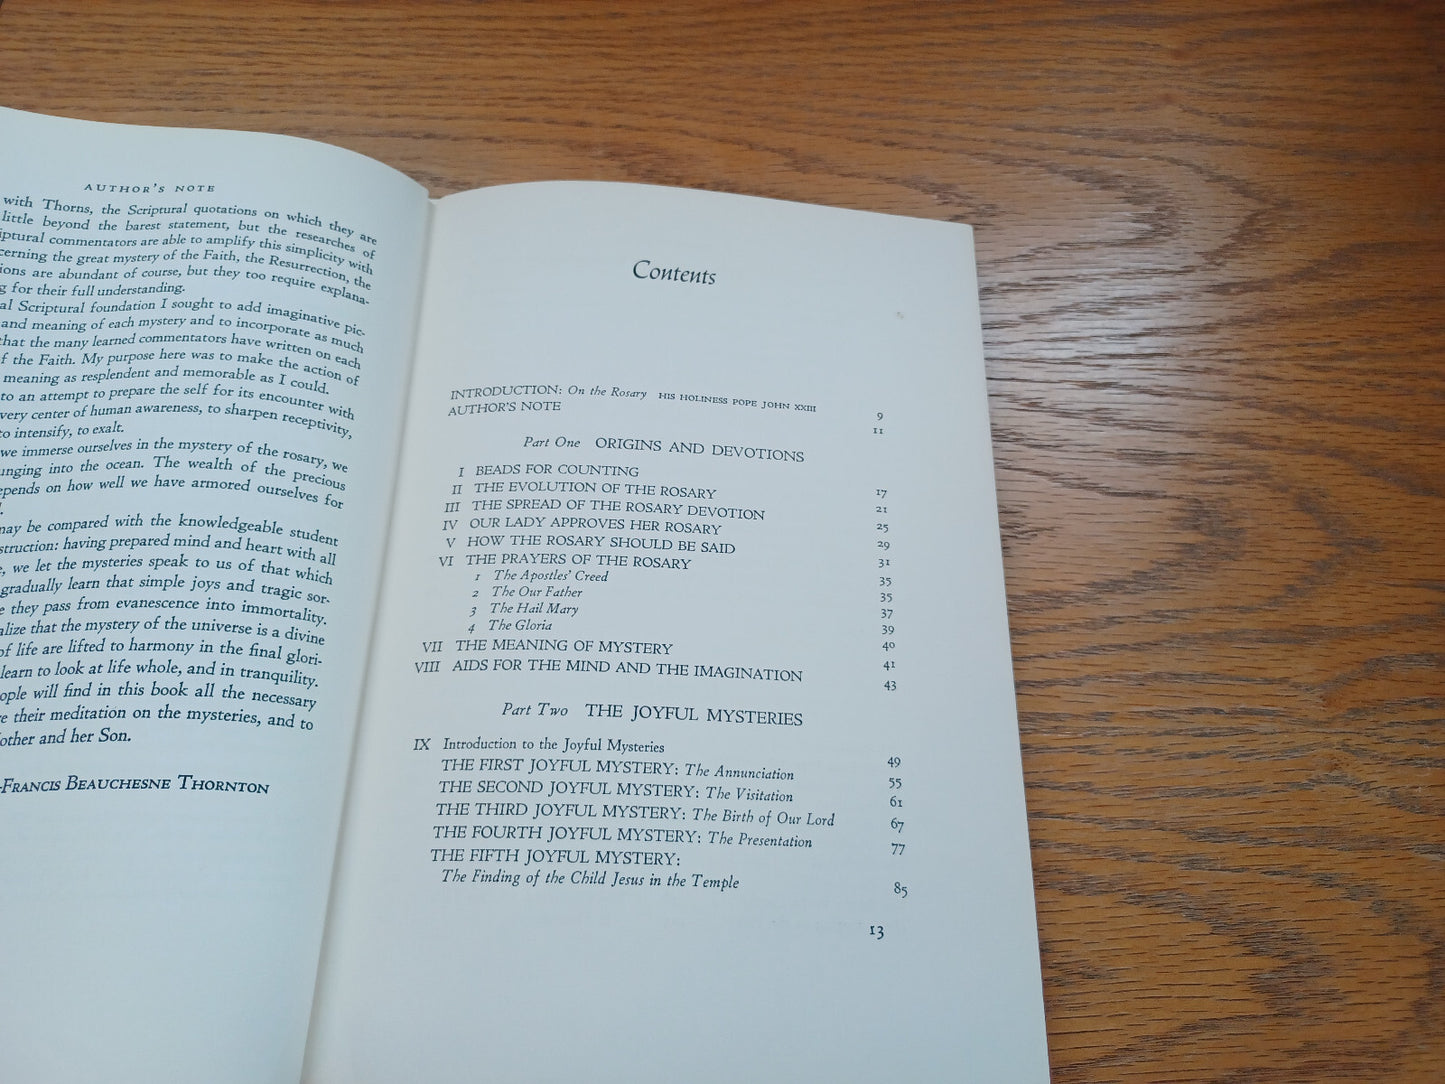 AUTHOR'S NOTE
with Thorns, the Scriptural quotations on which they are
little beyond the barest statement, but the researches of
commentators are able to amplify this simplicity with
the great mystery of the Faith, the Resurrection, the
are abundant of course, but they too require explana-
for their full understanding.
Scriptural foundation I sought to add imaginative pic-
and meaning of each mystery and to incorporate as much
that the many learned commentators have written on each
of the Faith. My purpose here was to make the action of
meaning as resplendent and memorable as I could.
to an attempt to prepare the self for its encounter with
very center of human awareness, to sharpen receptivity,
to intensify, to exalt.
we immerse ourselves in the mystery of the rosary, we
into the ocean. The wealth of the precious
on how well we have armored ourselves for
may be compared with the knowledgeable student
having prepared mind and heart with all
we let the mysteries speak to us of that which
gradually learn that simple joys and tragic sor-
they pass from evanescence into immortality.
that the mystery of the universe is a divine
of life are lifted to harmony in the final glori-
learn to look at life whole, and in tranquility.
will find in this book all the necessary
their meditation on the mysteries, and to
and her Son.
-FRANCIS BEAUCHESNE THORNTON
Contents
INTRODUCTION: On the Rosary HIS HOLINESS POPE JOHN XXIII 9
AUTHOR'S NOTE 11
Part One ORIGINS AND DEVOTIONS
I BEADS FOR COUNTING 17
II THE EVOLUTION OF THE ROSARY 21
III THE SPREAD OF THE ROSARY DEVOTION 25
IV OUR LADY APPROVES HER ROSARY 29
V HOW THE ROSARY SHOULD BE SAID 31
VI THE PRAYERS OF THE ROSARY 35
1 The Apostles' Creed 35
2 The Our Father 37
3 The Hail Mary 39
4 The Gloria 40
VII THE MEANING OF MYSTERY 41
VIII AIDS FOR THE MIND AND THE IMAGINATION 43
Part Two THE JOYFUL MYSTERIES
IX Introduction to the Joyful Mysteries 49
THE FIRST JOYFUL MYSTERY: The Annunciation 55
THE SECOND JOYFUL MYSTERY: The Visitation 61
THE THIRD JOYFUL MYSTERY: The Birth of Our Lord 67
THE FOURTH JOYFUL MYSTERY: The Presentation 77
THE FIFTH JOYFUL MYSTERY:
The Finding of the Child Jesus in the Temple 85
13